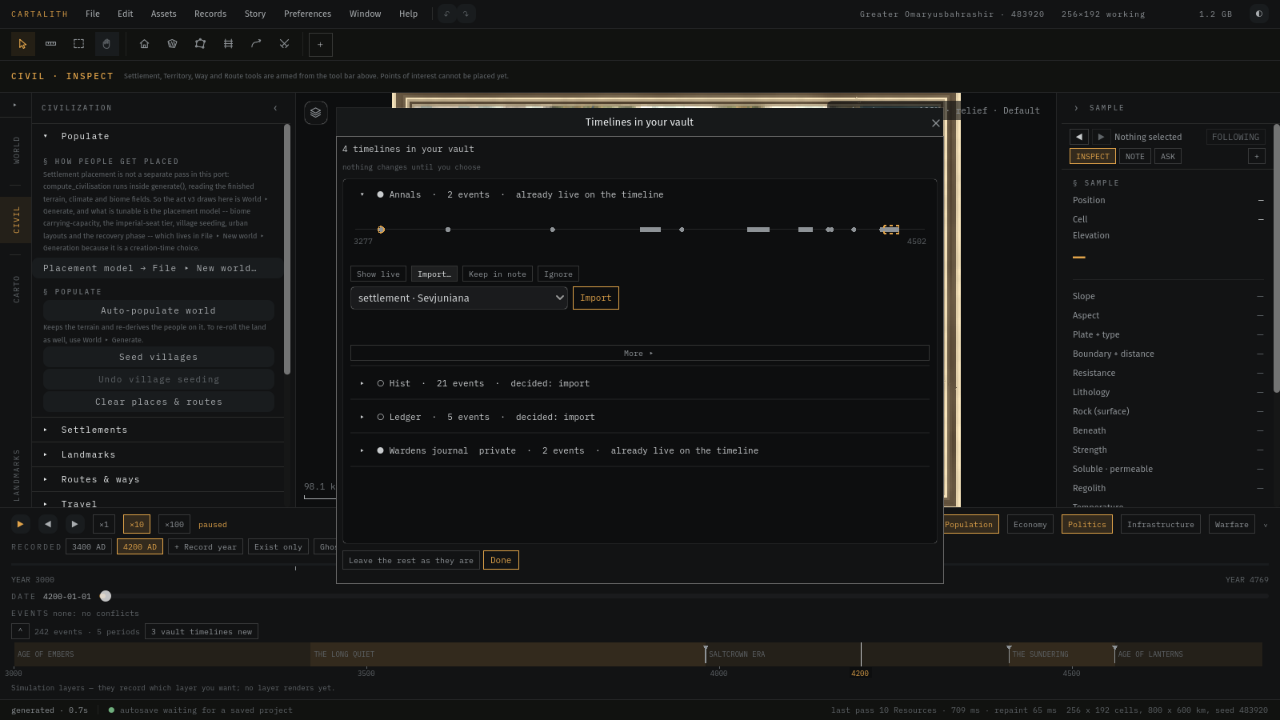 CARTALITH File Edit Assets Records Story Preferences Window Help Greater Omaryusbahrashir · 483920 256×192 working 1.2 GB
CIVIL · INSPECT Settlement, Territory, Way and Route tools are armed from the tool bar above. Points of interest cannot be placed yet.
WORLD
CIVIL
CARTO
LANDMARKS
CIVILIZATION
Populate
§ HOW PEOPLE GET PLACED
Settlement placement is not a separate pass in this port:
compute_civilisation runs inside generate(), reading the finished
terrain, climate and biome fields. So the act v3 draws here is World •
Generate, and what is tunable is the placement model — biome
carrying-capacity, the imperial-seat tier, village seeding, urban
layouts and the recovery phase — which lives in File • New world •
Generation because it is a creation-time choice.
Placement model → File • New world…
§ POPULATE
Auto-populate world
Keeps the terrain and re-derives the people on it. To re-roll the land
as well, use World • Generate.
Seed villages
Undo village seeding
Clear places & routes
Settlements
Landmarks
Routes & ways
Travel
relief · Default
98.1 k
Timelines in your vault
4 timelines in your vault
nothing changes until you choose
Annals · 2 events · already live on the timeline
3277 4502
Show live Import… Keep in note Ignore
settlement · Sevjuniana Import
More
Hist · 21 events · decided: import
Ledger · 5 events · decided: import
Wardens journal private · 2 events · already live on the timeline
Leave the rest as they are Done
SAMPLE
Nothing selected FOLLOWING
INSPECT NOTE ASK +
§ SAMPLE
Position —
Cell —
Elevation
—
Slope —
Aspect —
Plate + type —
Boundary + distance —
Resistance —
Lithology —
Rock (surface) —
Beneath —
Strength —
Soluble · permeable —
Regolith —
Temperature
×1 ×10 ×100 paused Population Economy Politics Infrastructure Warfare
RECORDED 3400 AD 4200 AD + Record year Exist only Ghos
YEAR 3000 YEAR 4769
DATE 4200-01-01
EVENTS none: no conflicts
^ 242 events · 5 periods 3 vault timelines new
AGE OF EMBERS THE LONG QUIET SALTCROWN ERA THE SUNDERING AGE OF LANTERNS
3000 3500 4000 4200 4500
Simulation layers — they record which layer you want; no layer renders yet.
generated · 0.7s autosave waiting for a saved project last pass 10 Resources · 709 ms · repaint 65 ms 256 x 192 cells, 800 x 600 km, seed 483920